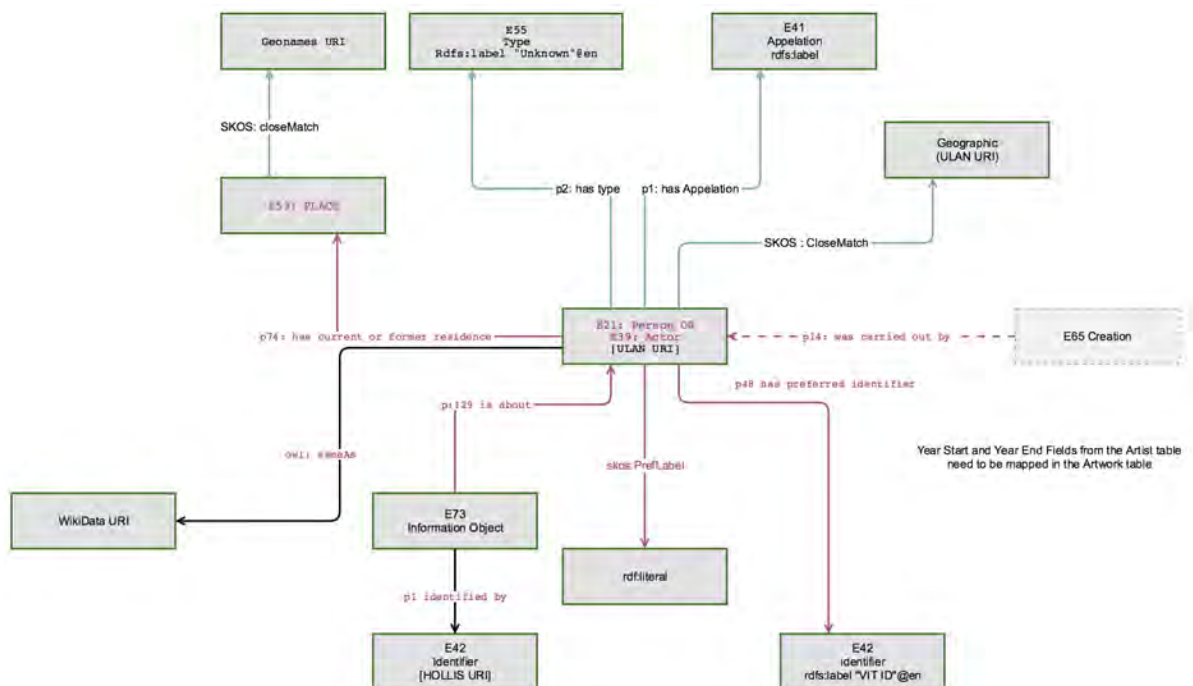 Geonames URI
E55
Type
Rdfs:label "Unknown"@en
E41
Appelation
rdfs:label
SKOS: closeMatch
Geographic
(ULAN URI)
p2: has type
p1: has Appelation
E53: PLACE
SKOS : CloseMatch
E21: Person OR
E39: Actor
[ULAN URI]
p74: has current or former residence
p14: was carried out by
E65 Creation
p48 has preferred identifier
p:129 is about
owl: sameAs
skos:PrefLabel
Year Start and Year End Fields from the Artist table
need to be mapped in the Artwork table
WikiData URI
E73
Information Object
rdf:literal
p1 identified by
E42
Identifier
[HOLLIS URI]
E42
identifier
rdfs:label "VIT ID"@en